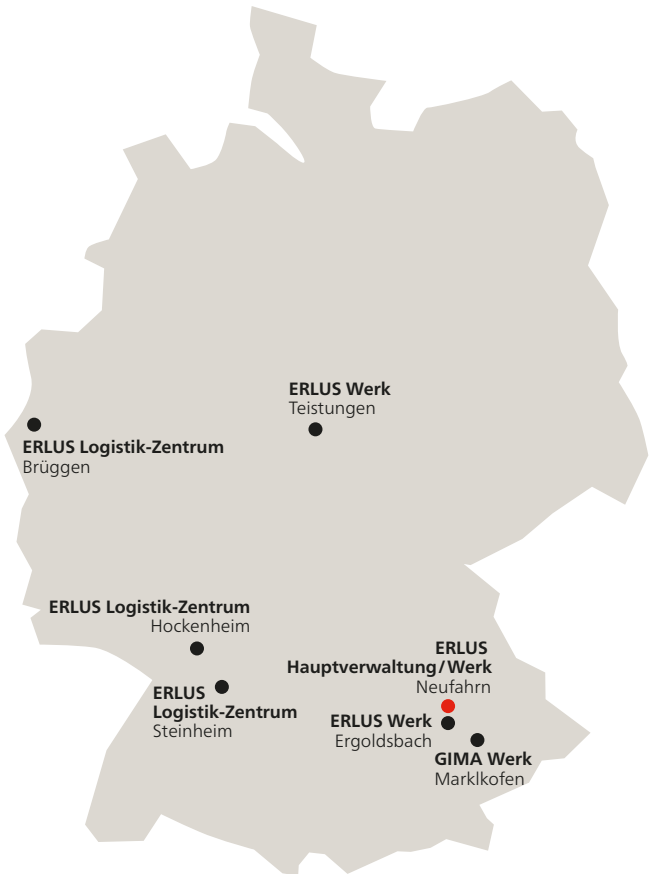 ERLUS Werk
Teistungen
ERLUS Logistik-Zentrum
Brüggen
ERLUS Logistik-Zentrum
Hockenheim
ERLUS
Hauptverwaltung/Werk
Neufahrn
ERLUS
Logistik-Zentrum
Steinheim
ERLUS Werk
Ergoldsbach
GIMA Werk
Marklkofen